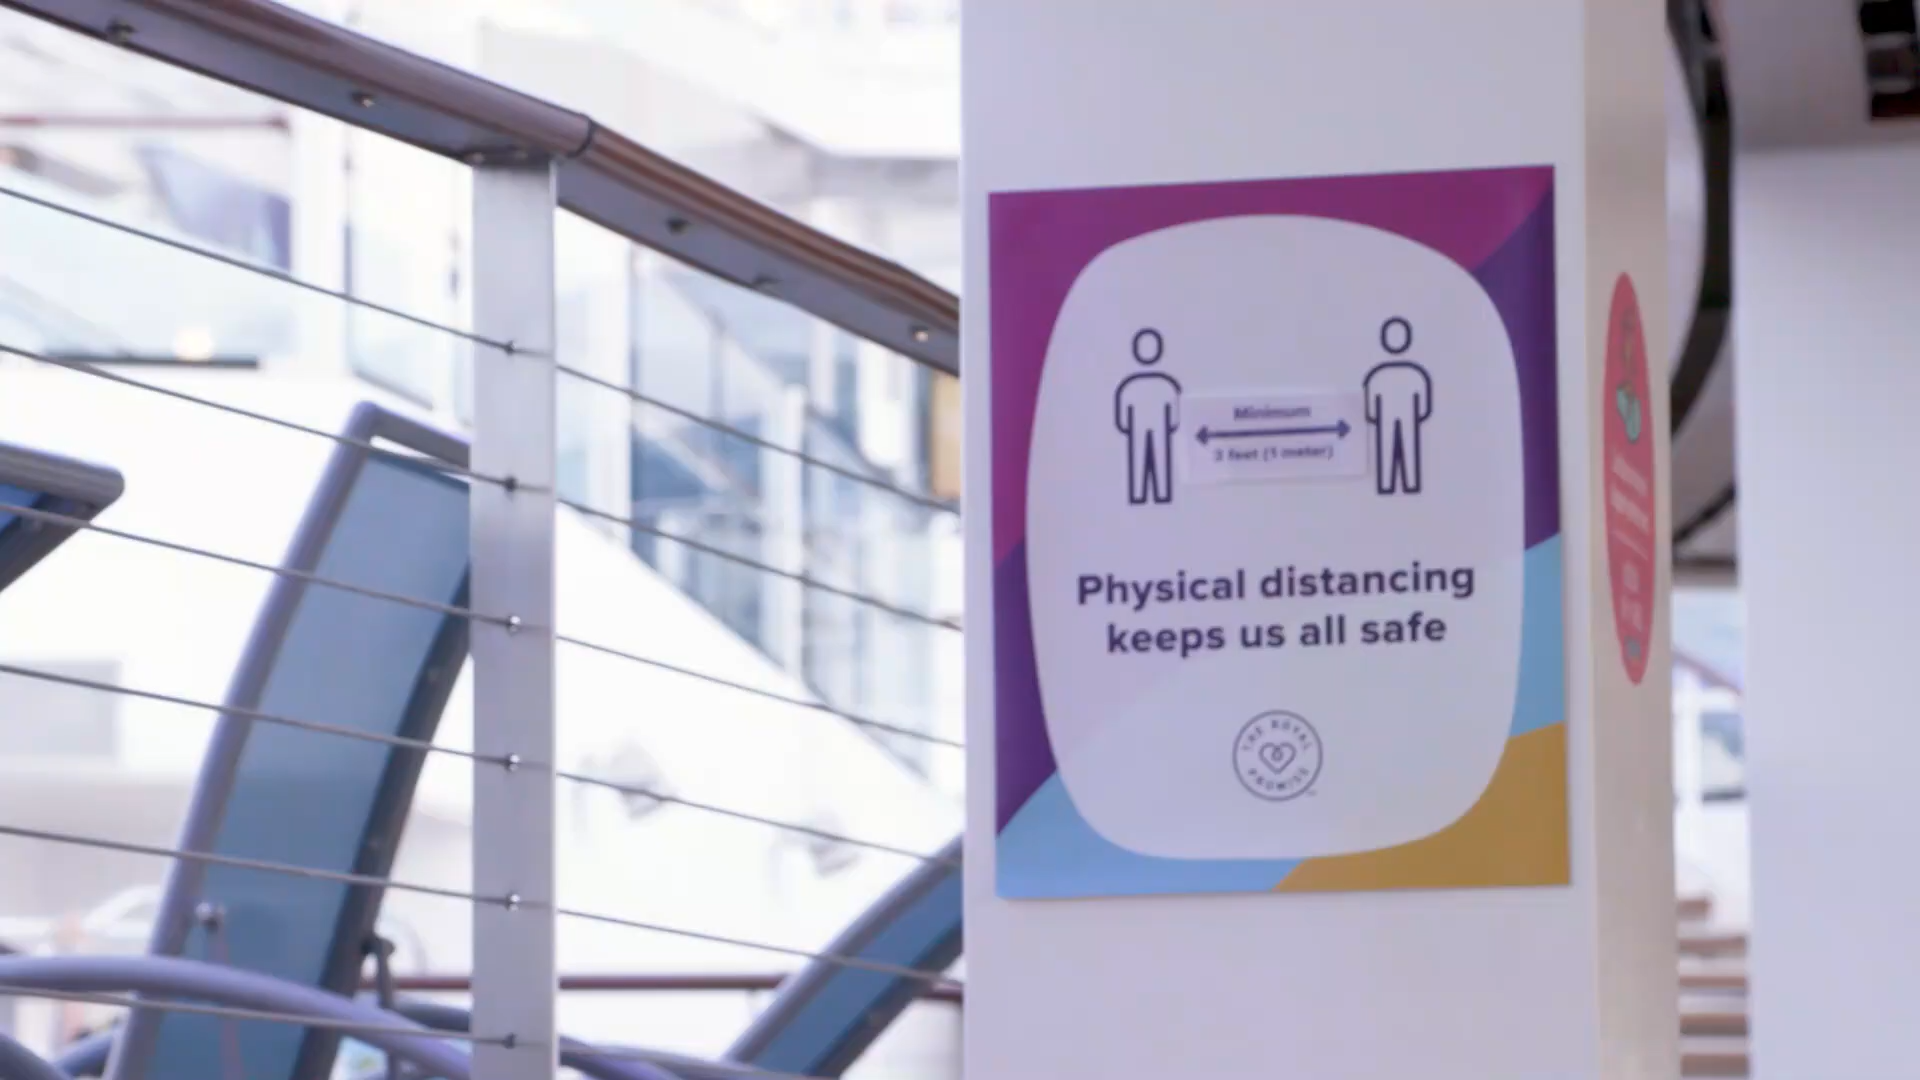 Minimum
3 feet (1 meter)
Physical distancing
keeps us all safe
THE ROYAL
PROMISE